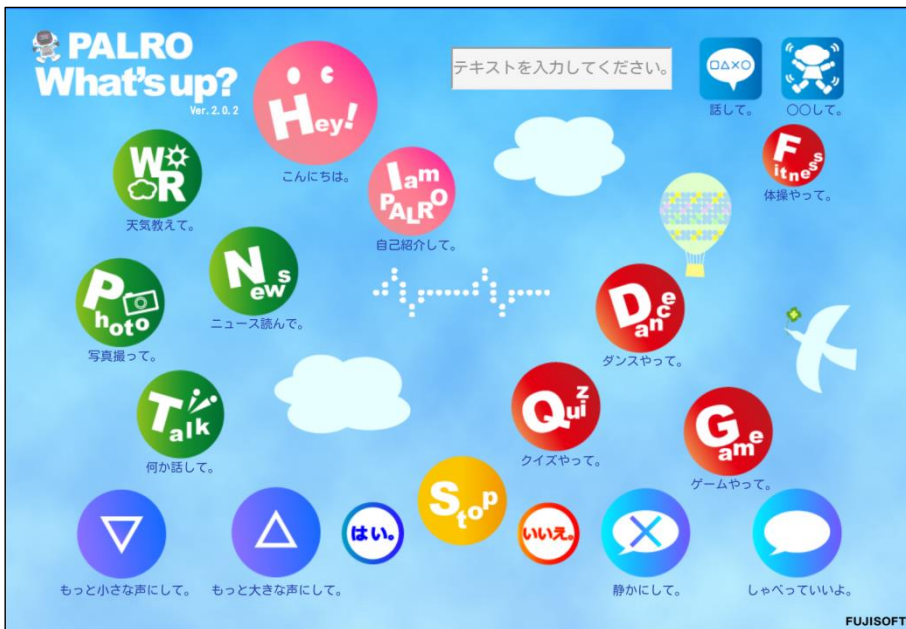 PALRO
What's up?
Ver.2.0.2
Hey!
こんにちは。
テキストを入力してください。
□△×○
話して。
○○して。
WR
天気教えて。
I am
PALRO
自己紹介して。
Fitness
体操やって。
News
ニュース読んで。
Photo
写真撮って。
Dance
ダンスやって。
Talk
何か話して。
Quiz
クイズやって。
Game
ゲームやって。
もっと小さな声にして。
もっと大きな声にして。
はい。
Stop
いいえ。
静かにして。
しゃべっていいよ。
FUJISOFT